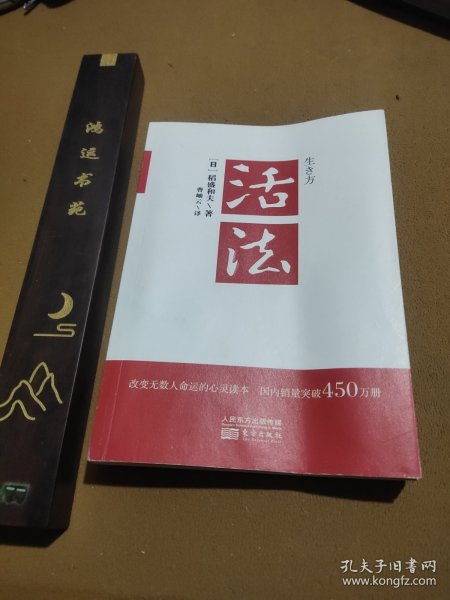 鸿运书苑
生き方
活法
［日］稻盛和夫\著
曹岫云\译
改变无数人命运的心灵读本 国内销量突破450万册
人民东方出版传媒
东方出版社
孔夫子旧书网
www.kongfz.com